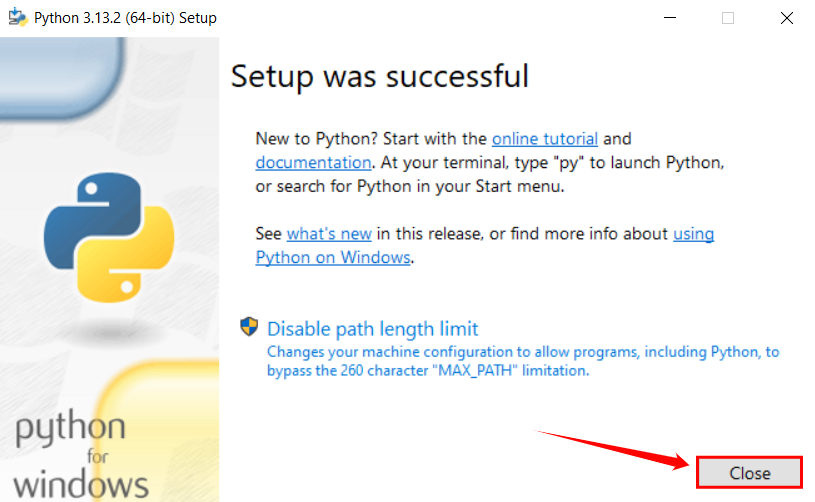 Python 3.13.2 (64-bit) Setup
Setup was successful
New to Python? Start with the online tutorial and
documentation. At your terminal, type "py" to launch Python,
or search for Python in your Start menu.
See what's new in this release, or find more info about using
Python on Windows.
Disable path length limit
Changes your machine configuration to allow programs, including Python, to
bypass the 260 character "MAX_PATH" limitation.
python
for
windows
Close